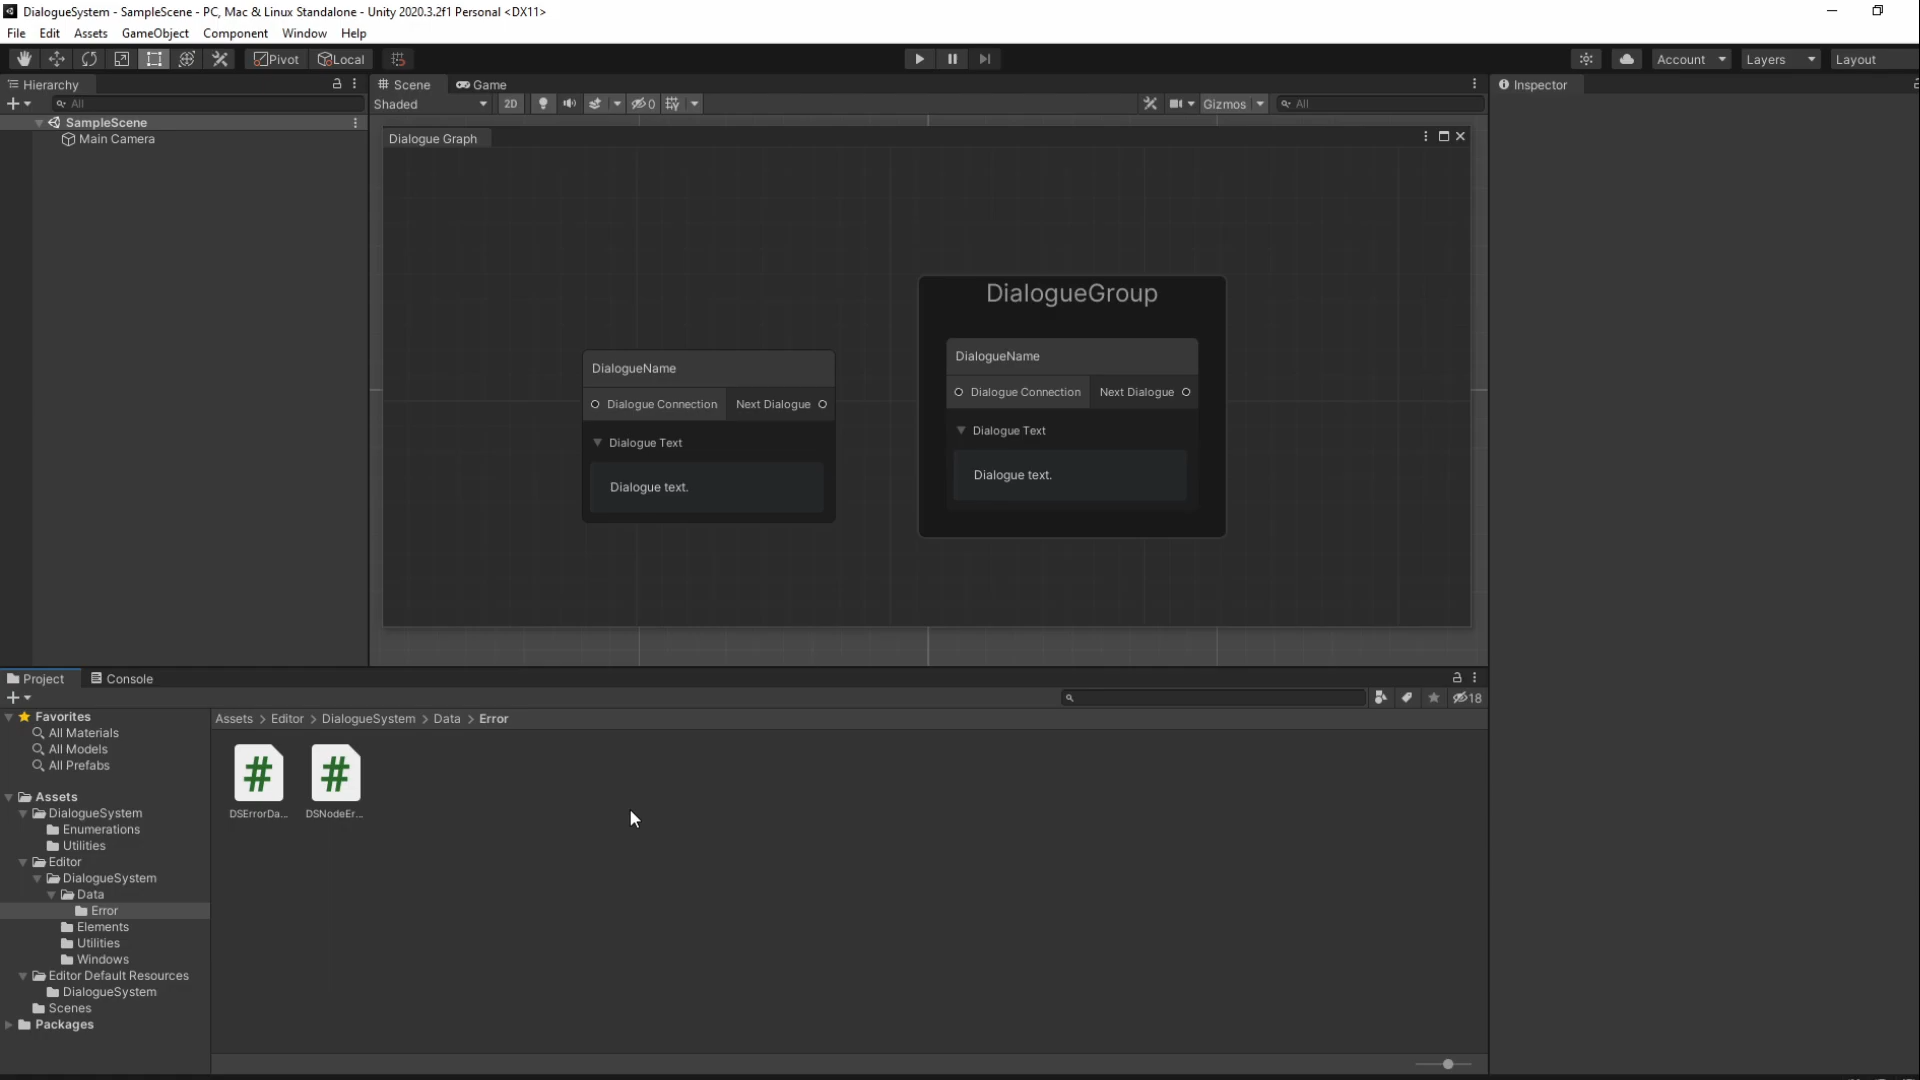 DialogueSystem - SampleScene - PC, Mac & Linux Standalone - Unity 2020.3.2f1 Personal <DX11>
File Edit Assets GameObject Component Window Help
Pivot Local Account Layers Layout
Hierarchy
All
SampleScene
Main Camera
Scene Game
Shaded 2D 0 Gizmos All
Dialogue Graph
DialogueName
Dialogue Connection Next Dialogue
Dialogue Text
Dialogue text.
DialogueGroup
DialogueName
Dialogue Connection Next Dialogue
Dialogue Text
Dialogue text.
Inspector
Project Console
18
Favorites
All Materials
All Models
All Prefabs
Assets
DialogueSystem
Enumerations
Utilities
Editor
DialogueSystem
Data
Error
Elements
Utilities
Windows
Editor Default Resources
DialogueSystem
Scenes
Packages
Assets > Editor > DialogueSystem > Data > Error
DSErrorDa... DSNodeEr...